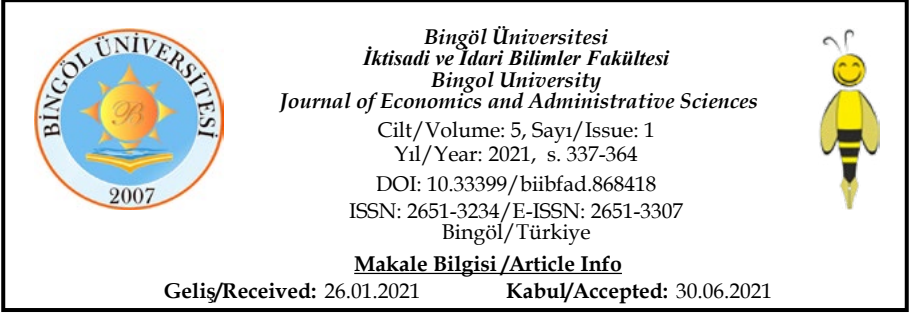 BİNGÖL ÜNİVERSİTESİ
B
2007
Bingöl Üniversitesi
İktisadi ve İdari Bilimler Fakültesi
Bingol University
Journal of Economics and Administrative Sciences
Cilt/Volume: 5, Sayı/Issue: 1
Yıl/Year: 2021, s. 337-364
DOI: 10.33399/biibfad.868418
ISSN: 2651-3234/E-ISSN: 2651-3307
Bingöl/Türkiye
Makale Bilgisi /Article Info
Geliş/Received: 26.01.2021 Kabul/Accepted: 30.06.2021